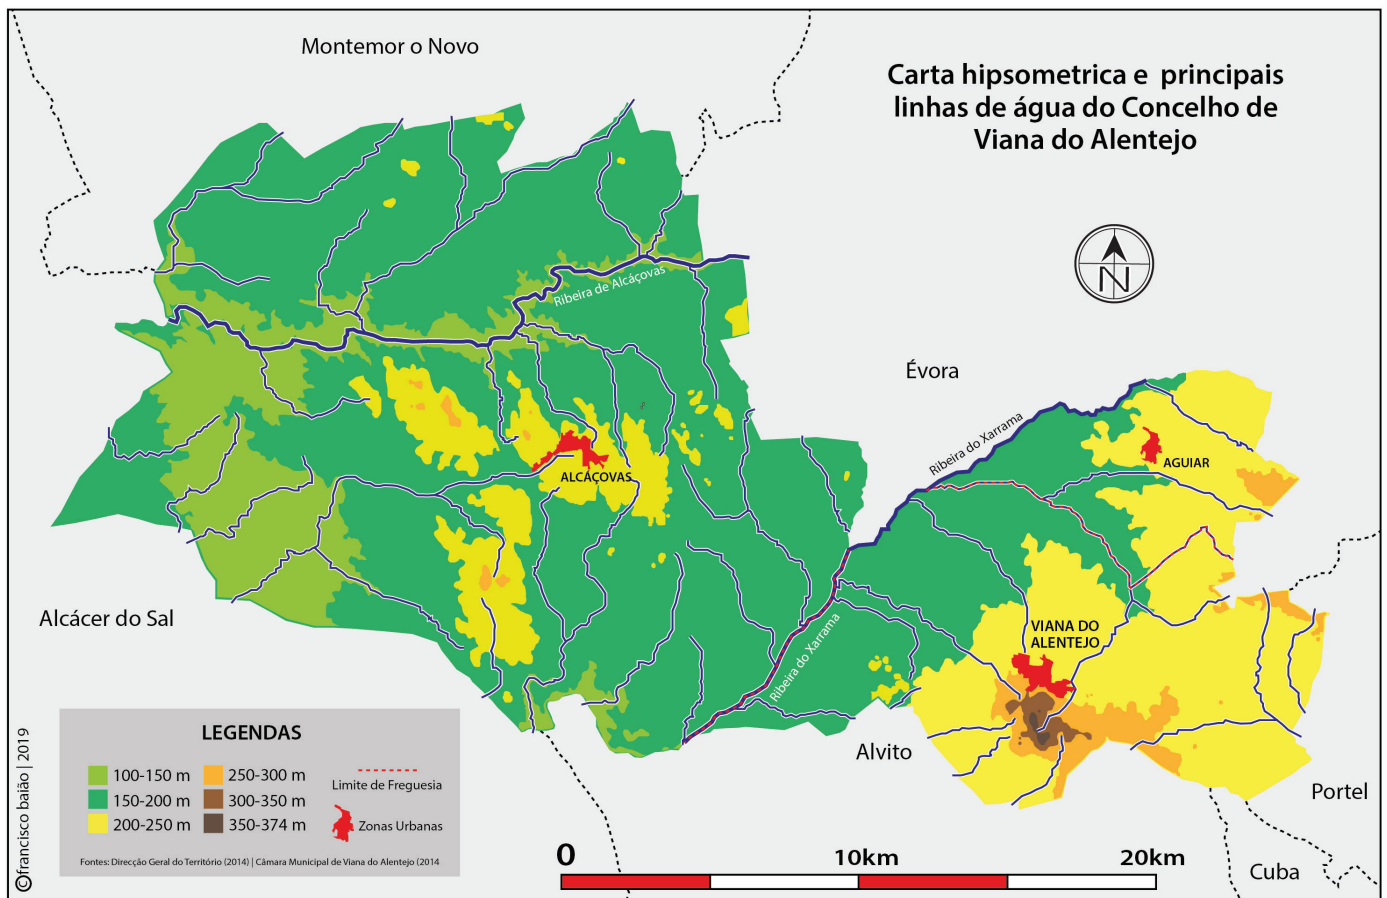 Montemor o Novo
Carta hipsometrica e principais
linhas de água do Concelho de
Viana do Alentejo
N
Ribeira de Alcáçovas
Évora
Ribeira do Xarrama
AGUIAR
ALCÁÇOVAS
Alcácer do Sal
VIANA DO
ALENTEJO
Ribeira do Xarrama
Alvito
Portel
Cuba
LEGENDAS
100-150 m
150-200 m
200-250 m
250-300 m
300-350 m
350-374 m
Limite de Freguesia
Zonas Urbanas
Fontes: Direcção Geral do Território (2014) | Câmara Municipal de Viana do Alentejo (2014
0 10km 20km
©francisco baião | 2019